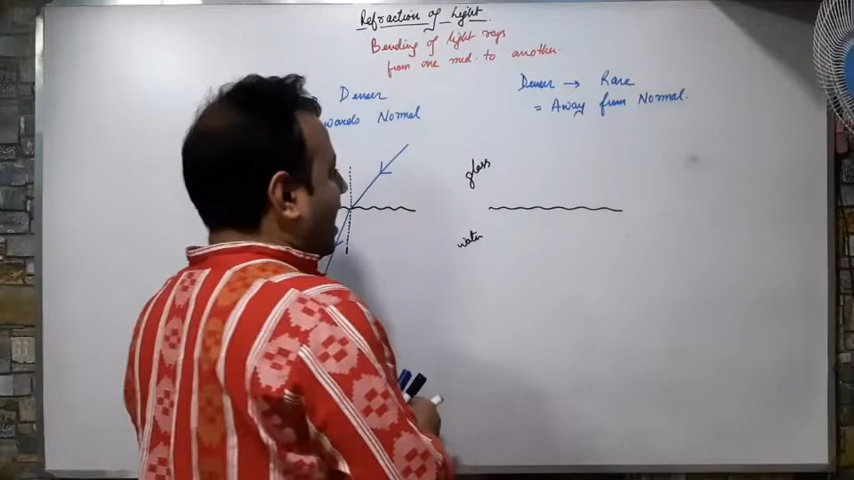 Refraction of Light
Bending of light rays
from one med. to another.
Denser
Normal
Denser → Rare
= Away from Normal.
glass
water